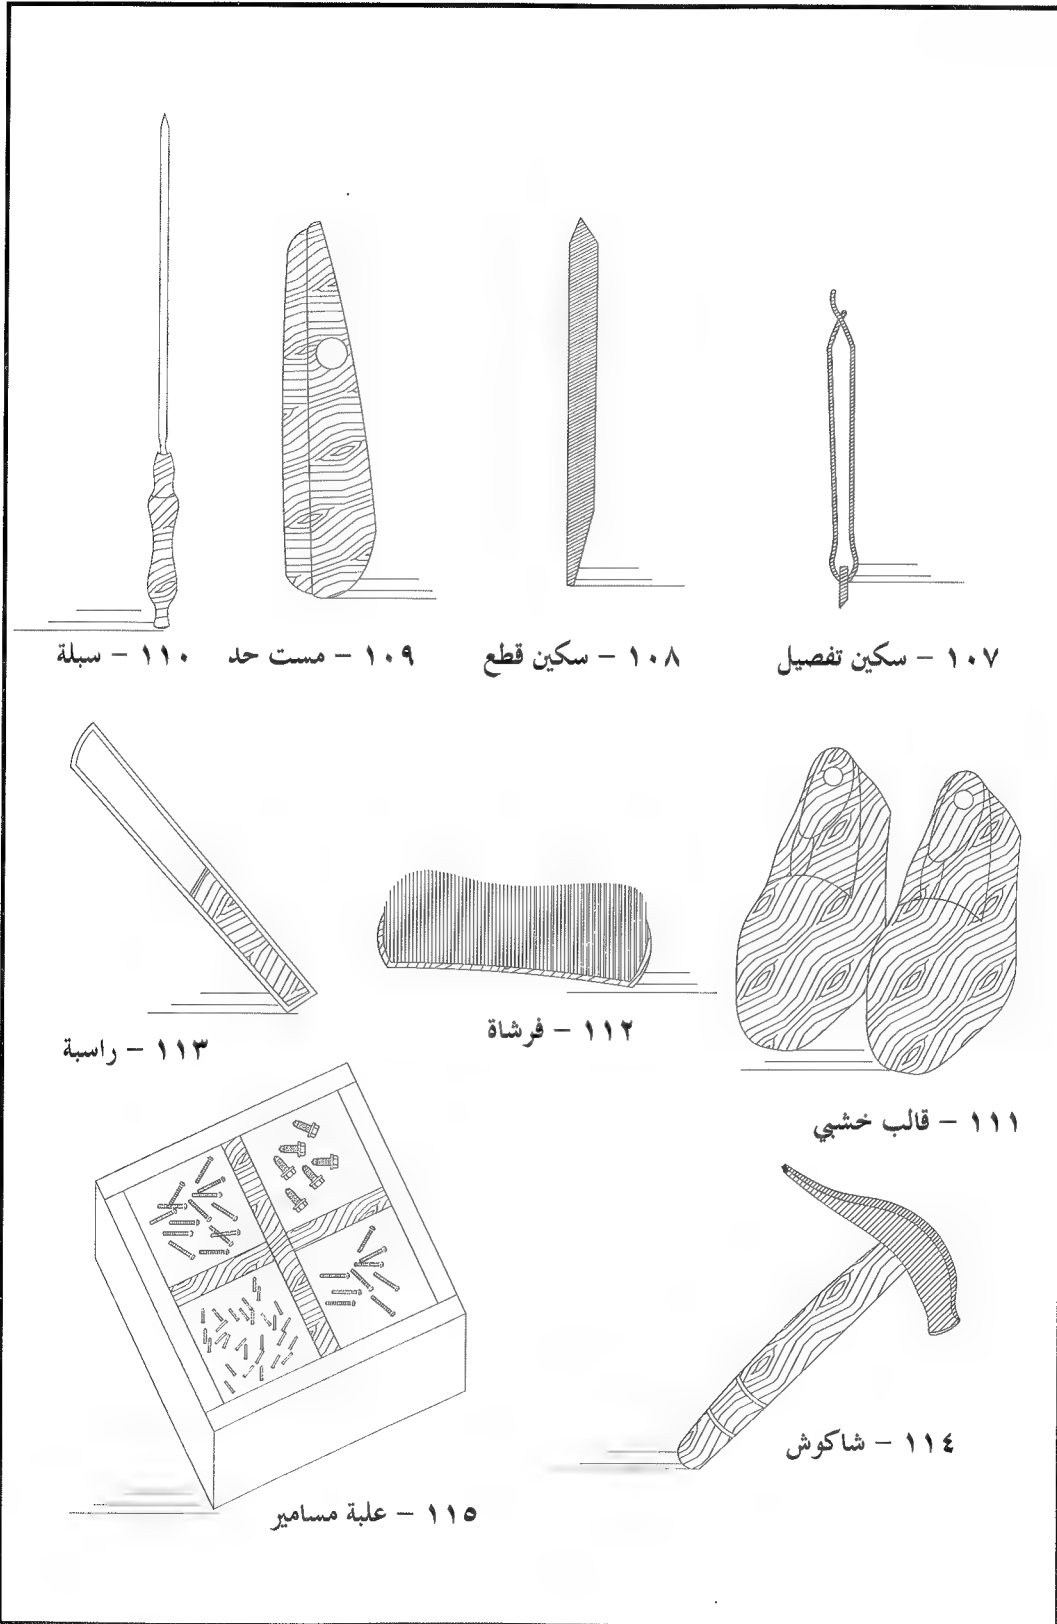 ١٠٧ – سكين تفصيل
١٠٨ – سكين قطع
١٠٩ – مست حد
١١٠ – سبلة
١١١ – قالب خشبي
١١٢ – فرشاة
١١٣ – راسبة
١١٤ – شاكوش
١١٥ – علبة مسامير